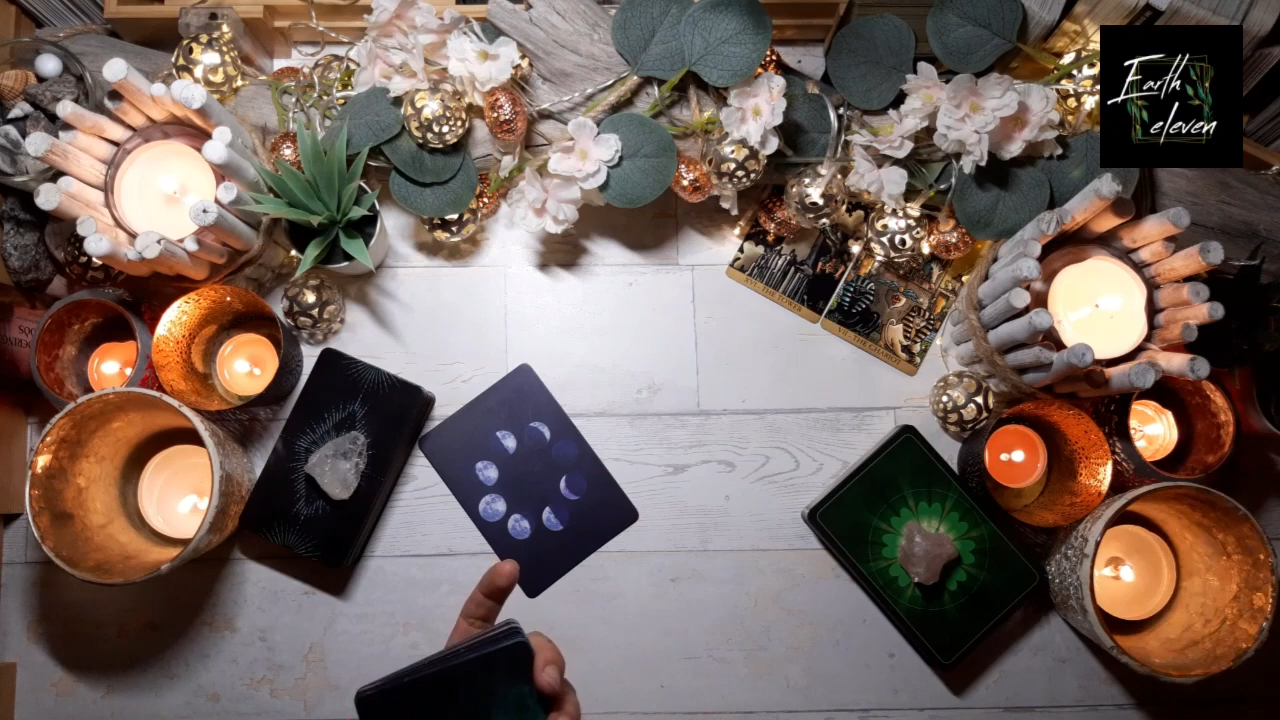 Earth
eleven
XVI · THE TOWER
VII · THE CHARIOT